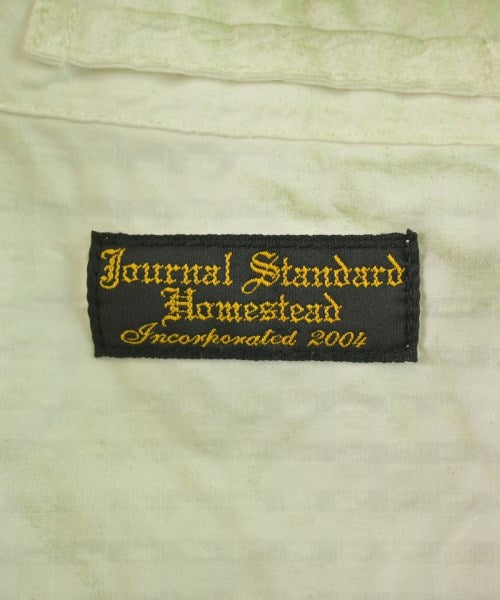 Journal Standard
Homestead
Incorporated 2004